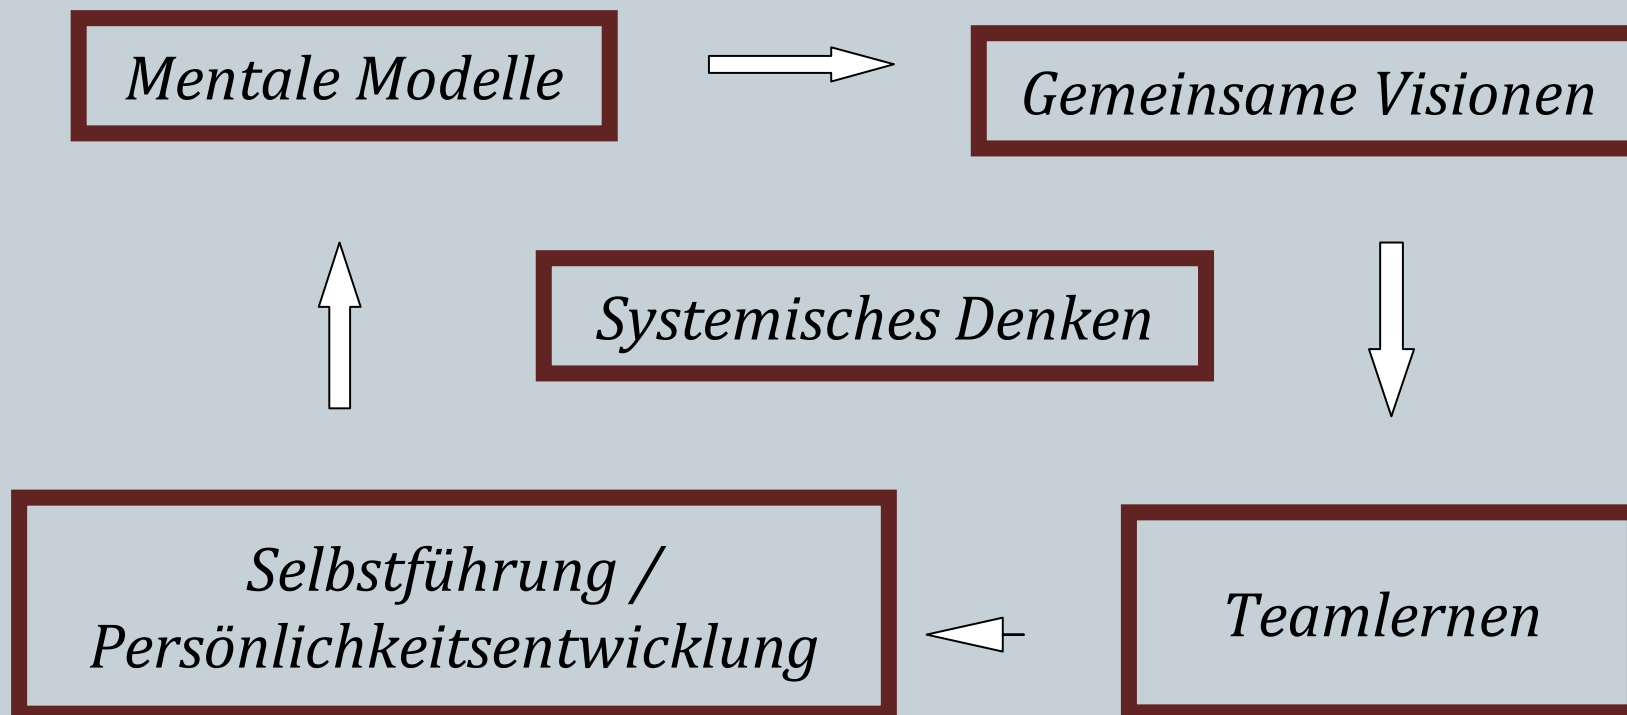 Mentale Modelle
Gemeinsame Visionen
Systemisches Denken
Selbstführung /
Persönlichkeitsentwicklung
Teamlernen